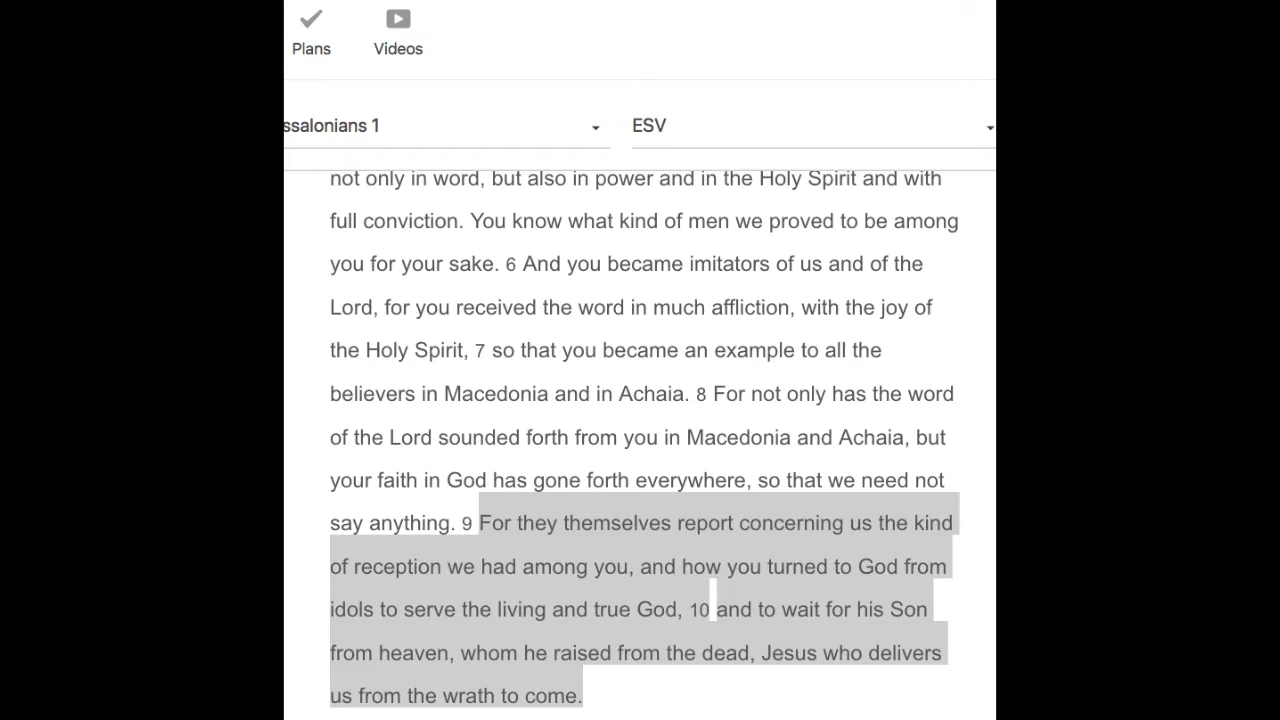 Plans Videos
ssalonians 1 ESV
not only in word, but also in power and in the Holy Spirit and with
full conviction. You know what kind of men we proved to be among
you for your sake. 6 And you became imitators of us and of the
Lord, for you received the word in much affliction, with the joy of
the Holy Spirit, 7 so that you became an example to all the
believers in Macedonia and in Achaia. 8 For not only has the word
of the Lord sounded forth from you in Macedonia and Achaia, but
your faith in God has gone forth everywhere, so that we need not
say anything. 9 For they themselves report concerning us the kind
of reception we had among you, and how you turned to God from
idols to serve the living and true God, 10 and to wait for his Son
from heaven, whom he raised from the dead, Jesus who delivers
us from the wrath to come.